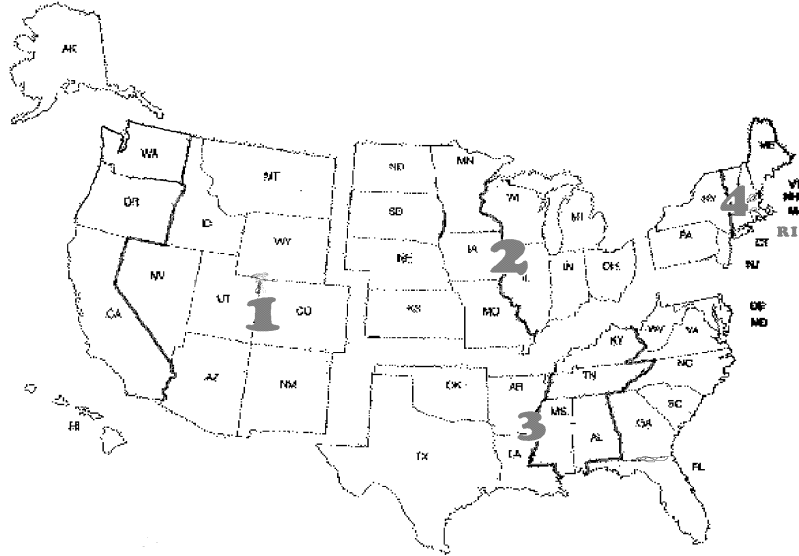 AK
ME
WA
MT
ND
MN
VT
OR
ID
SD
WI
MI
NY
4
NH
M
RI
WY
IA
2
PA
CT
NE
IN
OH
NJ
NV
UT
1
CO
IL
CA
KS
MO
WV
VA
MD
KY
AZ
NM
OK
AR
TN
NC
MS
SC
3
AL
GA
HI
TX
LA
FL